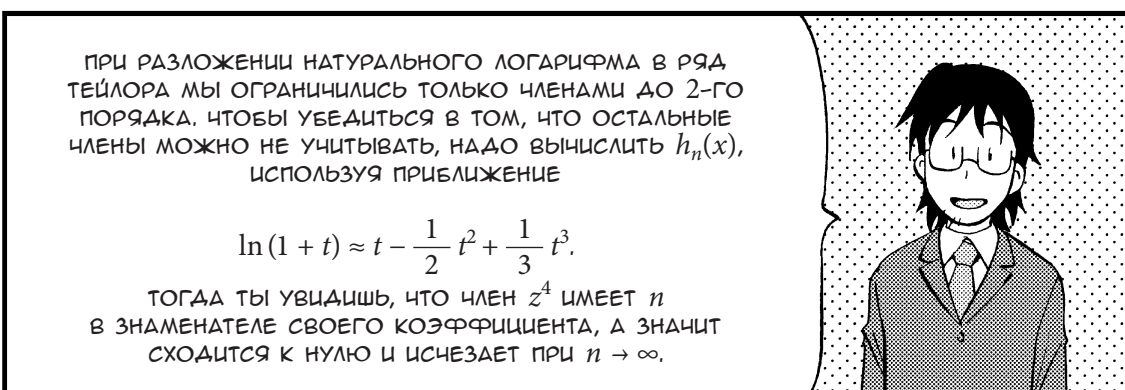 ПРИ РАЗЛОЖЕНИИ НАТУРАЛЬНОГО ЛОГАРИФМА В РЯД
ТЕЙЛОРА МЫ ОГРАНИЧИЛИСЬ ТОЛЬКО ЧЛЕНАМИ ДО 2-ГО
ПОРЯДКА. ЧТОБЫ УБЕДИТЬСЯ В ТОМ, ЧТО ОСТАЛЬНЫЕ
ЧЛЕНЫ МОЖНО НЕ УЧИТЫВАТЬ, НАДО ВЫЧИСЛИТЬ hₙ(x),
ИСПОЛЬЗУЯ ПРИБЛИЖЕНИЕ
ln (1 + t) ≈ t − 1/2 t² + 1/3 t³.
ТОГДА ТЫ УВИДИШЬ, ЧТО ЧЛЕН z⁴ ИМЕЕТ n
В ЗНАМЕНАТЕЛЕ СВОЕГО КОЭФФИЦИЕНТА, А ЗНАЧИТ
СХОДИТСЯ К НУЛЮ И ИСЧЕЗАЕТ ПРИ n → ∞.